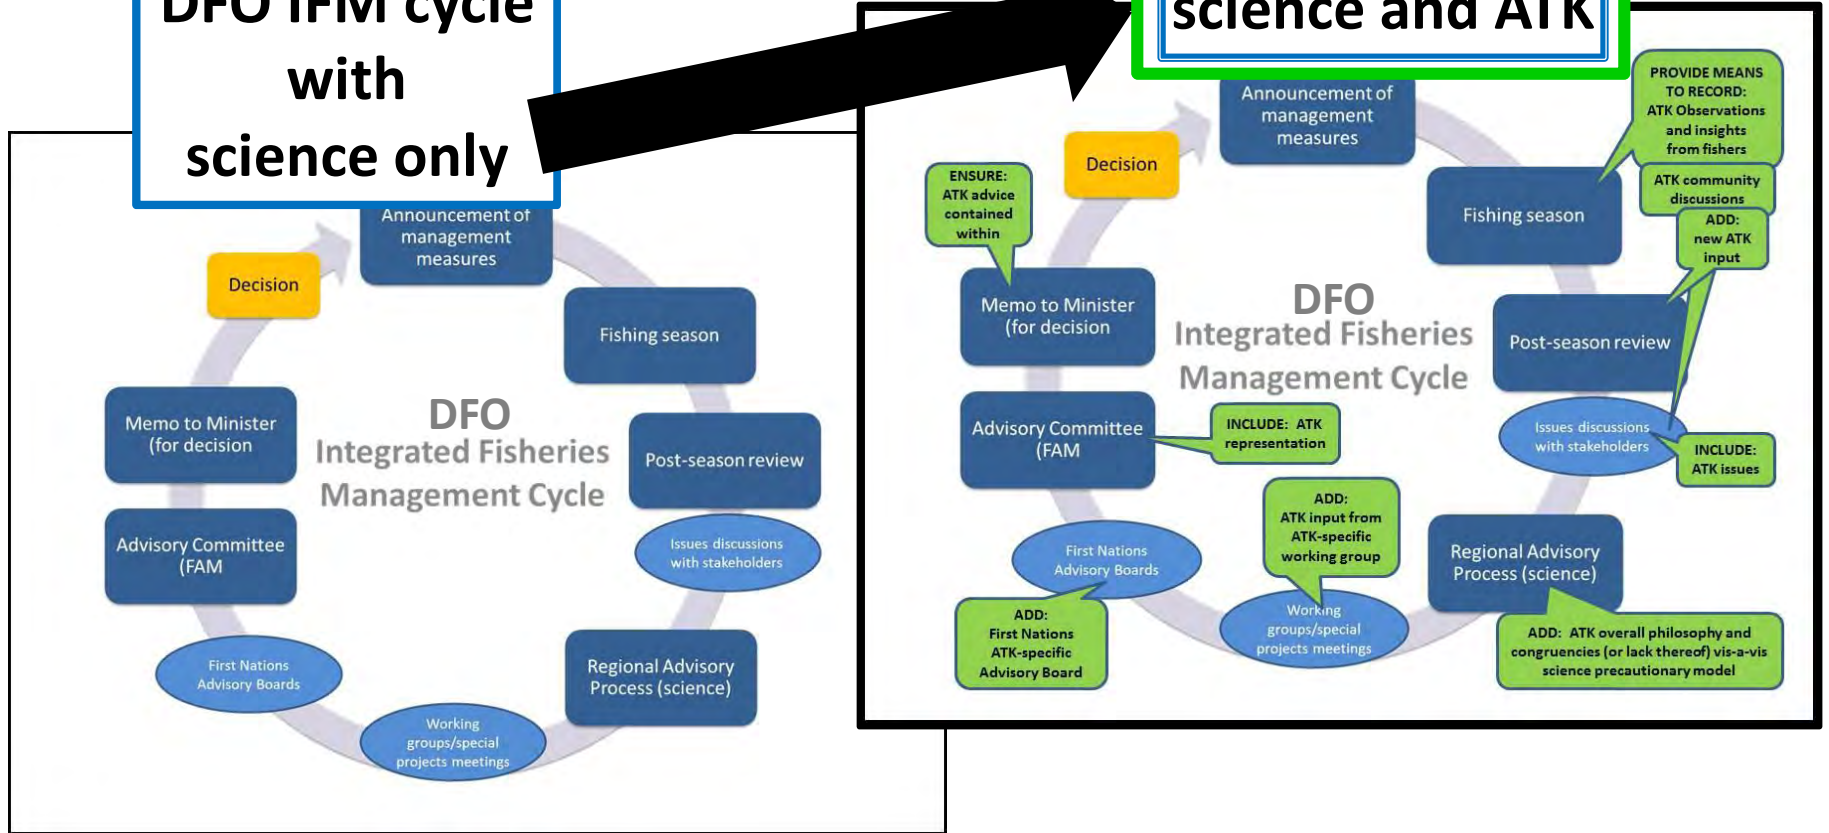 DFO IFM cycle
with
science only
Announcement of
management
measures
Decision
Fishing season
Memo to Minister
(for decision
DFO
Integrated Fisheries
Management Cycle
Post-season review
Advisory Committee
(FAM
Issues discussions
with stakeholders
First Nations
Advisory Boards
Regional Advisory
Process (science)
Working
groups/special
projects meetings
science and ATK
Announcement of
management
measures
PROVIDE MEANS
TO RECORD:
ATK Observations
and insights
from fishers
Decision
ENSURE:
ATK advice
contained
within
ATK community
discussions
Fishing season
ADD:
new ATK
input
Memo to Minister
(for decision
DFO
Integrated Fisheries
Management Cycle
Post-season review
Advisory Committee
(FAM
INCLUDE: ATK
representation
Issues discussions
with stakeholders
INCLUDE:
ATK issues
ADD:
ATK input from
ATK-specific
working group
First Nations
Advisory Boards
Regional Advisory
Process (science)
ADD:
First Nations
ATK-specific
Advisory Board
Working
groups/special
projects meetings
ADD: ATK overall philosophy and
congruencies (or lack thereof) vis-a-vis
science precautionary model